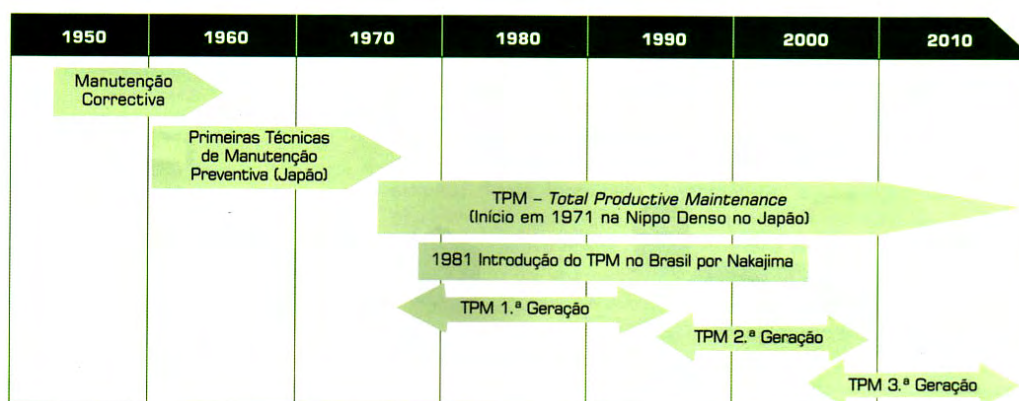 1950 1960 1970 1980 1990 2000 2010
Manutenção
Correctiva
Primeiras Técnicas
de Manutenção
Preventiva (Japão)
TPM – Total Productive Maintenance
(Início em 1971 na Nippo Denso no Japão)
1981 Introdução do TPM no Brasil por Nakajima
TPM 1.ª Geração
TPM 2.ª Geração
TPM 3.ª Geração